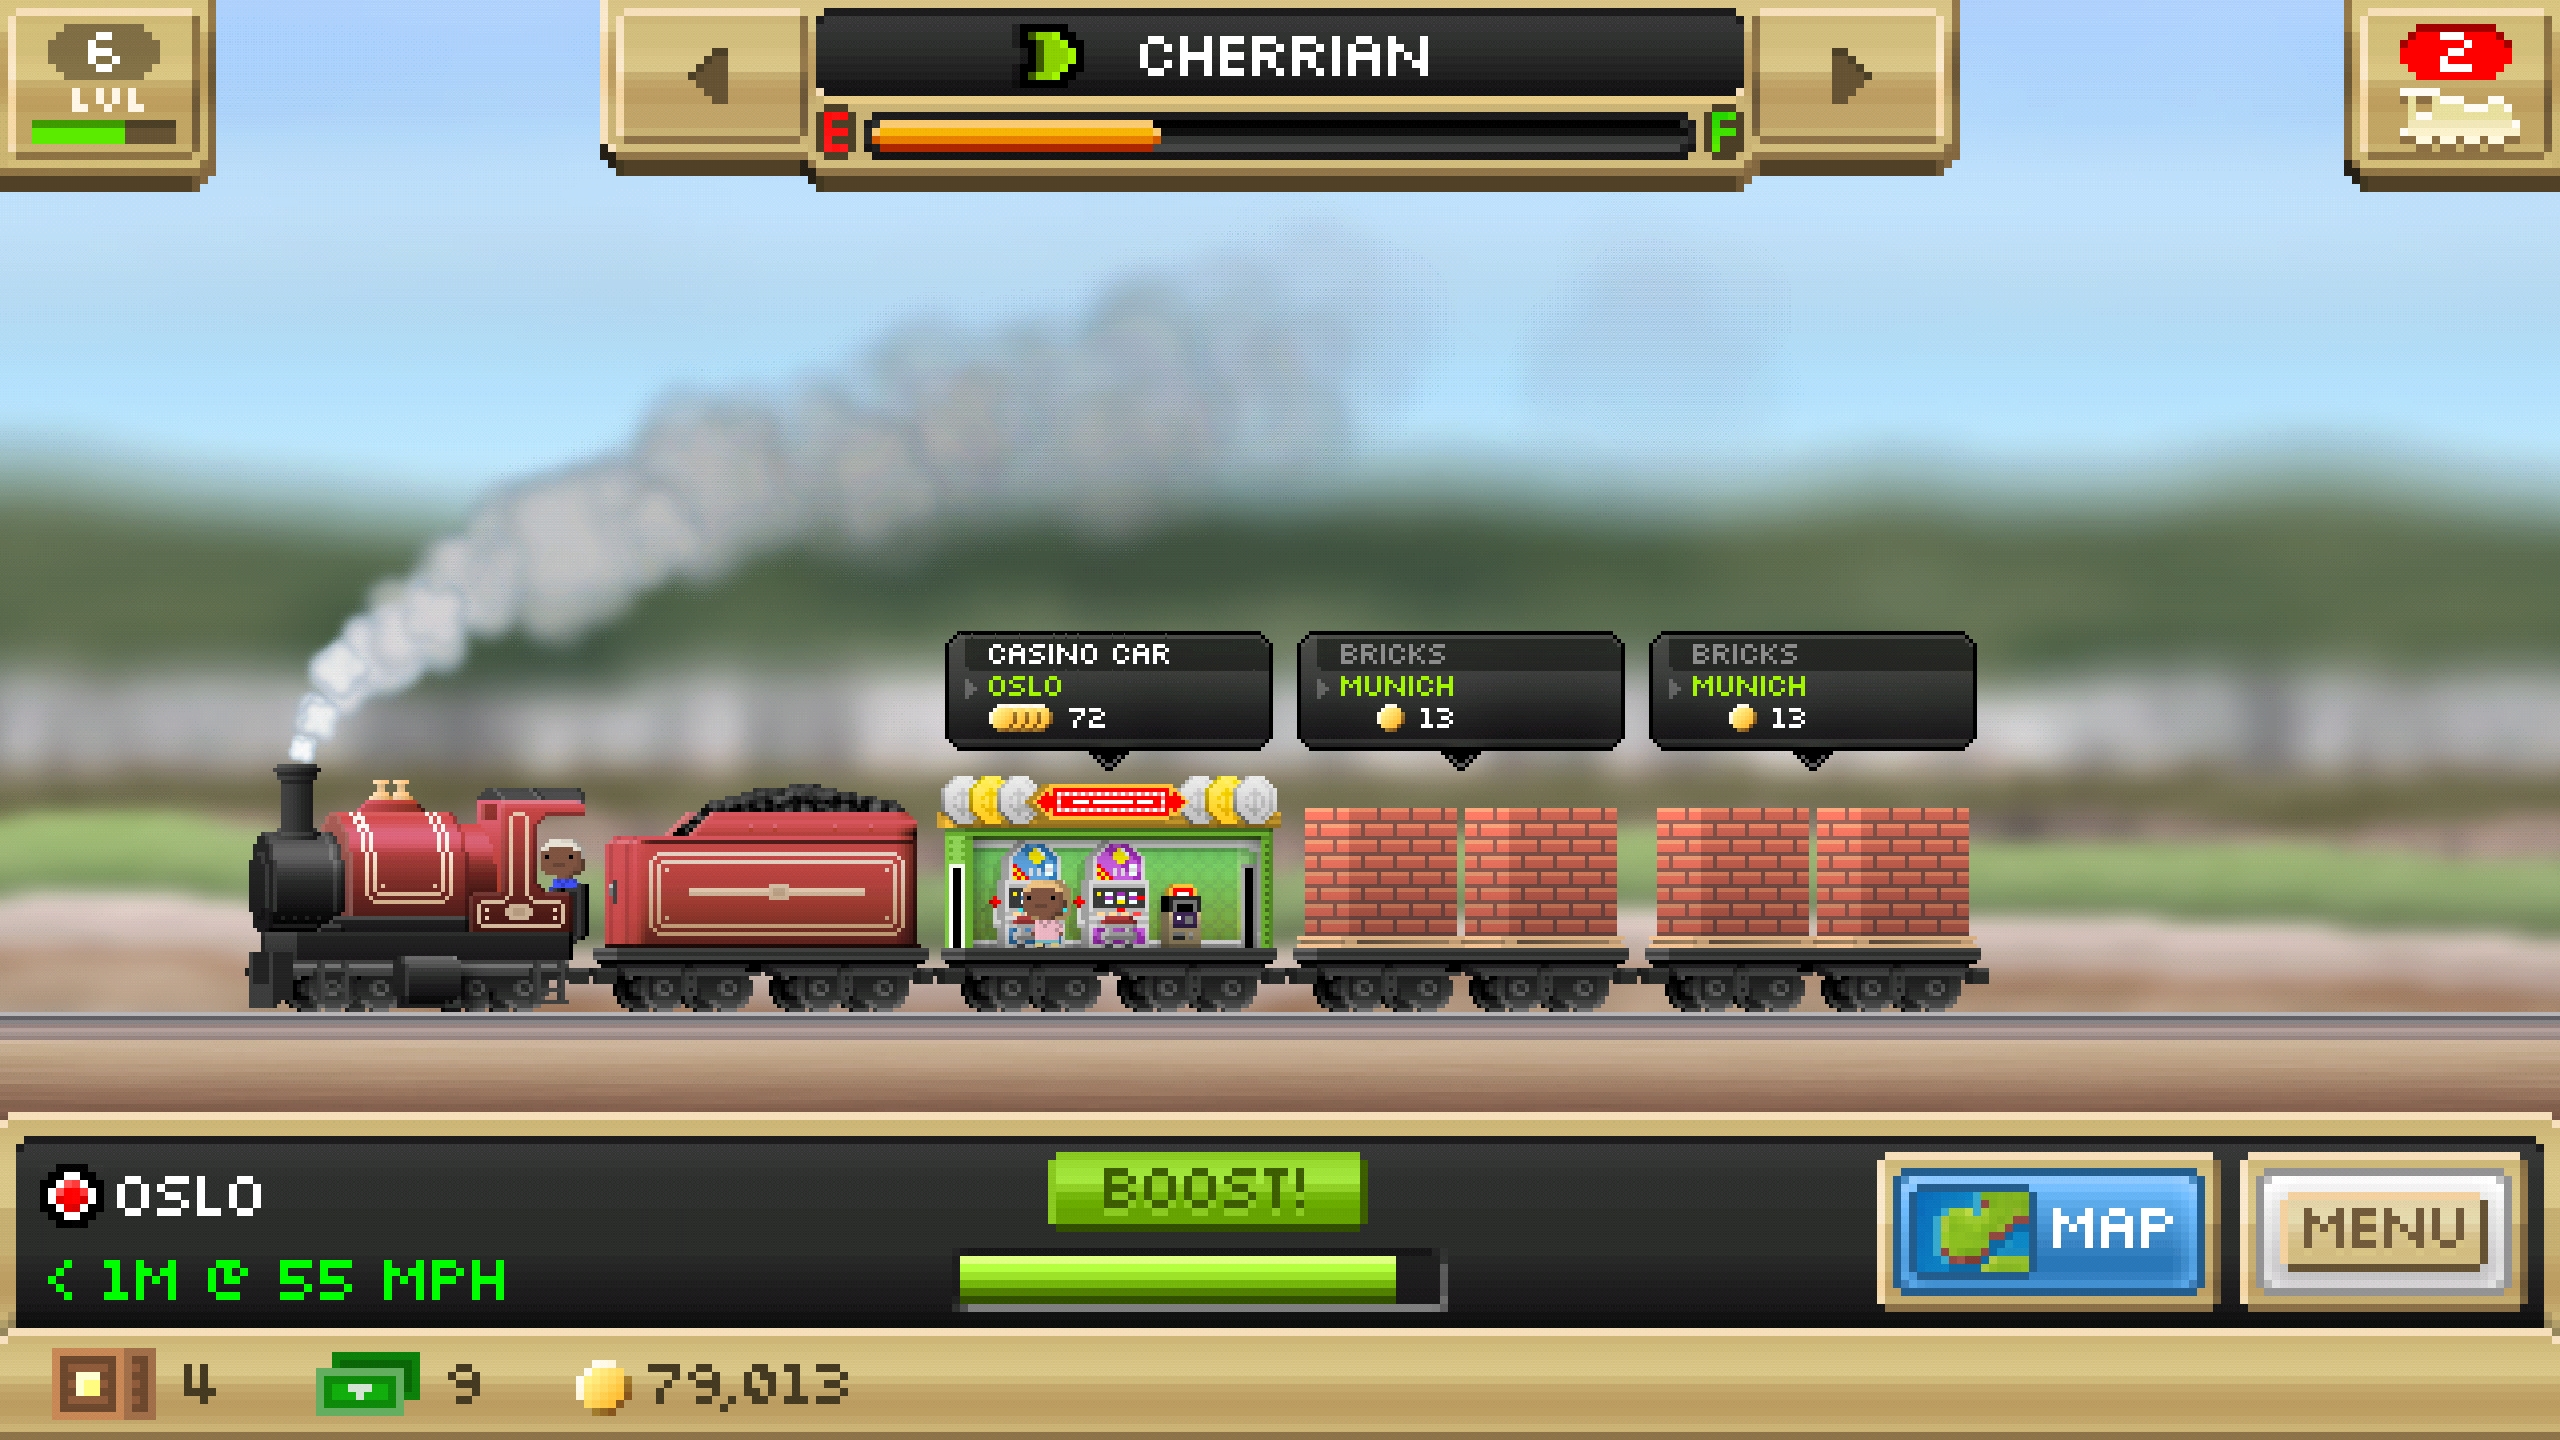 6
LVL
CHERRIAN
E F
2
CASINO CAR
OSLO
72
BRICKS
MUNICH
13
BRICKS
MUNICH
13
OSLO
< 1M @ 55 MPH
BOOST!
MAP
MENU
4
9
79,013